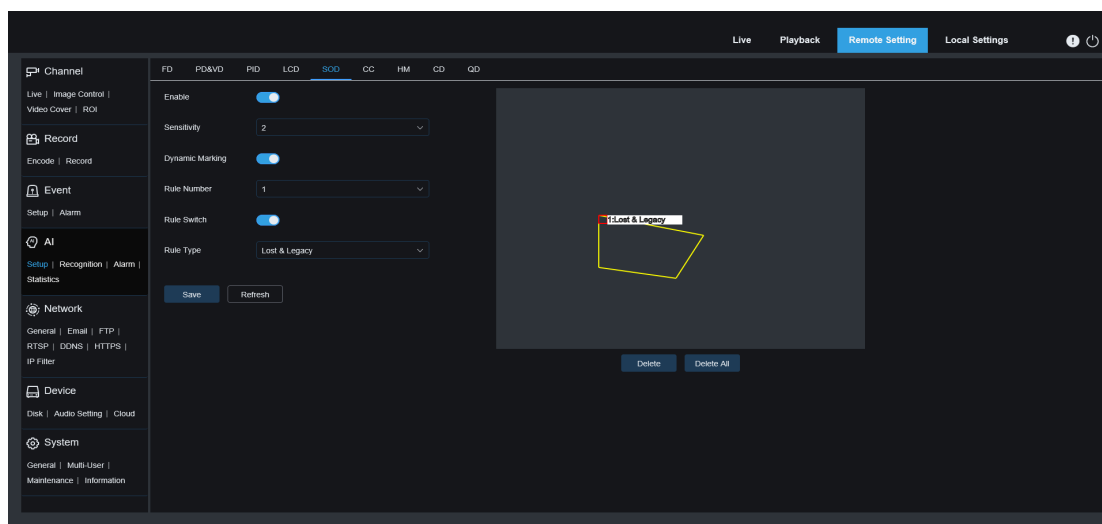 Live Playback Remote Setting Local Settings
Channel
Live | Image Control |
Video Cover | ROI
Record
Encode | Record
Event
Setup | Alarm
AI
Setup | Recognition | Alarm |
Statistics
Network
General | Email | FTP |
RTSP | DDNS | HTTPS |
IP Filter
Device
Disk | Audio Setting | Cloud
System
General | Multi-User |
Maintenance | Information
FD PD&VD PID LCD SOD CC HM CD QD
Enable
Sensitivity 2
Dynamic Marking
Rule Number 1
Rule Switch
Rule Type Lost & Legacy
Save Refresh
1:Lost & Legacy
Delete Delete All